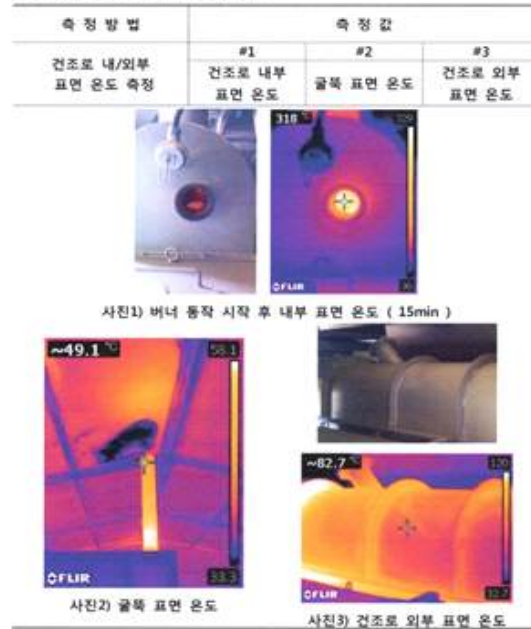 측 정 방 법
측 정 값
건조로 내/외부
표면 온도 측정
#1
#2
#3
건조로 내부
표면 온도
굴뚝 표면 온도
건조로 외부
표면 온도
318 °C
329
36
FLIR
사진1) 버너 동작 시작 후 내부 표면 온도 ( 15min )
~49.1 °C
58.1
33.3
FLIR
사진2) 굴뚝 표면 온도
~82.7 °C
120
32.7
FLIR
사진3) 건조로 외부 표면 온도